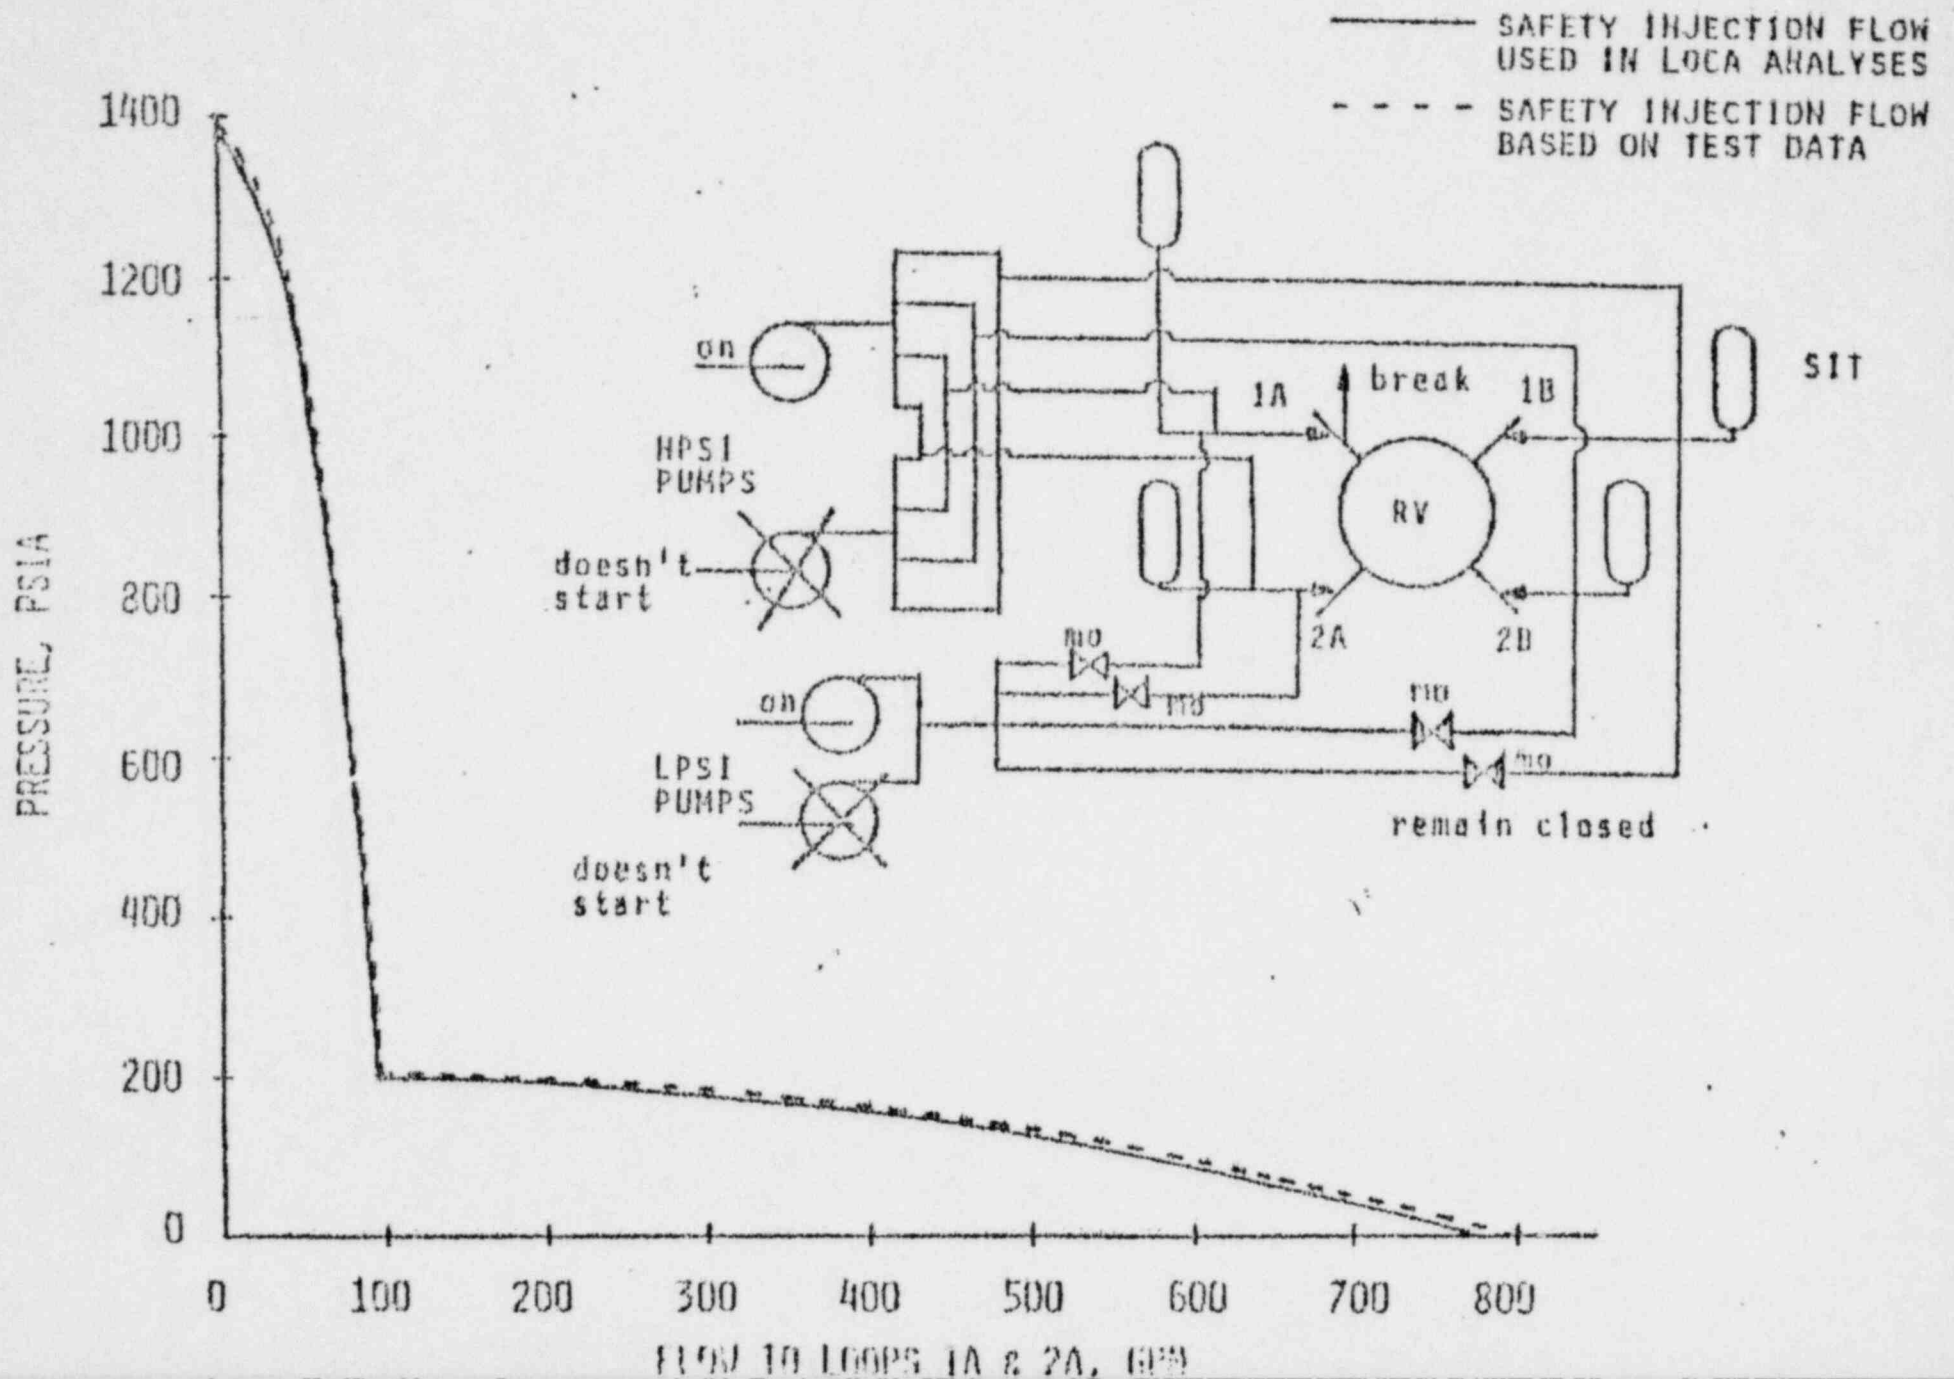 SAFETY INJECTION FLOW
USED IN LOCA ANALYSES
SAFETY INJECTION FLOW
BASED ON TEST DATA
1400
1200
1000
800
600
400
200
0
PRESSURE, PSIA
on
HPSI
PUMPS
doesn't
start
on
LPSI
PUMPS
doesn't
start
1A
break
1B
SIT
RV
2A
2B
mo
mo
mo
mo
remain closed
0 100 200 300 400 500 600 700 800
FLOW TO LOOPS 1A & 2A, GPM